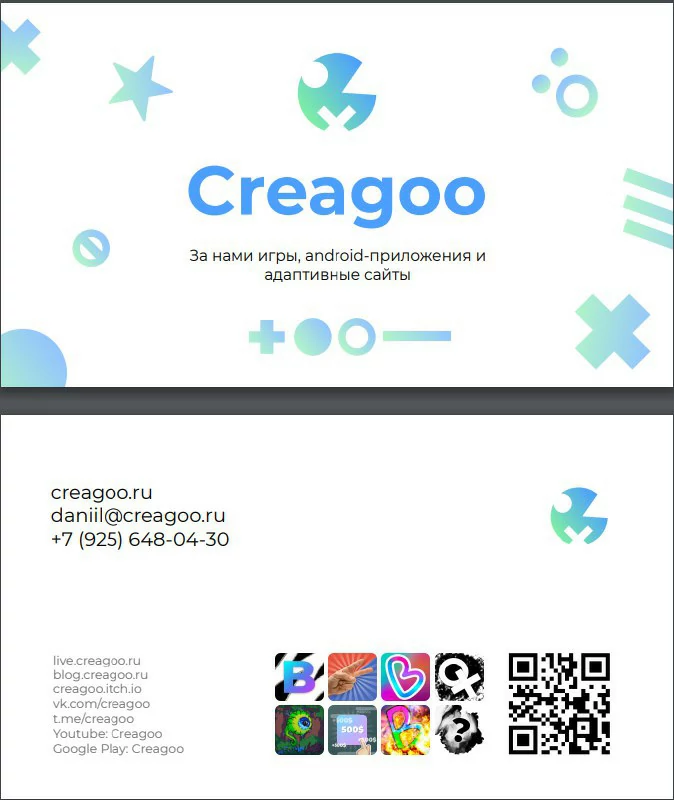 Creagoo
За нами игры, android-приложения и
адаптивные сайты
creagoo.ru
daniil@creagoo.ru
+7 (925) 648-04-30
live.creagoo.ru
blog.creagoo.ru
creagoo.itch.io
vk.com/creagoo
t.me/creagoo
Youtube: Creagoo
Google Play: Creagoo
B
500$
?